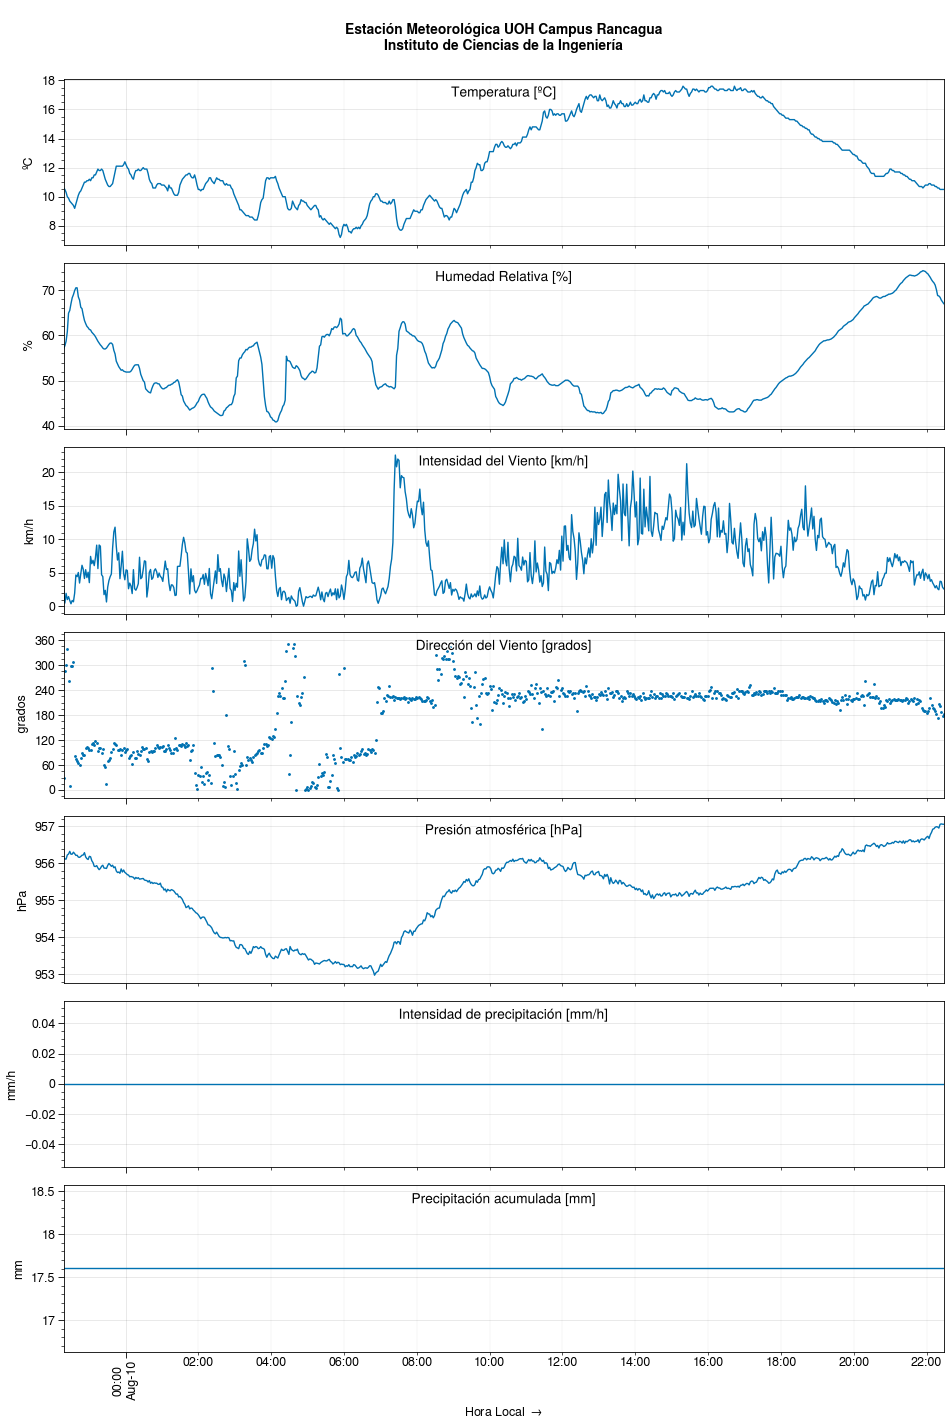 Estación Meteorológica UOH Campus Rancagua
Instituto de Ciencias de la Ingeniería
Temperatura [ºC]
18
16
14
12
10
8
ºC
Humedad Relativa [%]
70
60
50
40
%
Intensidad del Viento [km/h]
20
15
10
5
0
km/h
Dirección del Viento [grados]
360
300
240
180
120
60
0
grados
Presión atmosférica [hPa]
957
956
955
954
953
hPa
Intensidad de precipitación [mm/h]
0.04
0.02
0
−0.02
−0.04
mm/h
Precipitación acumulada [mm]
18.5
18
17.5
17
mm
00:00 02:00 04:00 06:00 08:00 10:00 12:00 14:00 16:00 18:00 20:00 22:00
Aug-10
Hora Local →